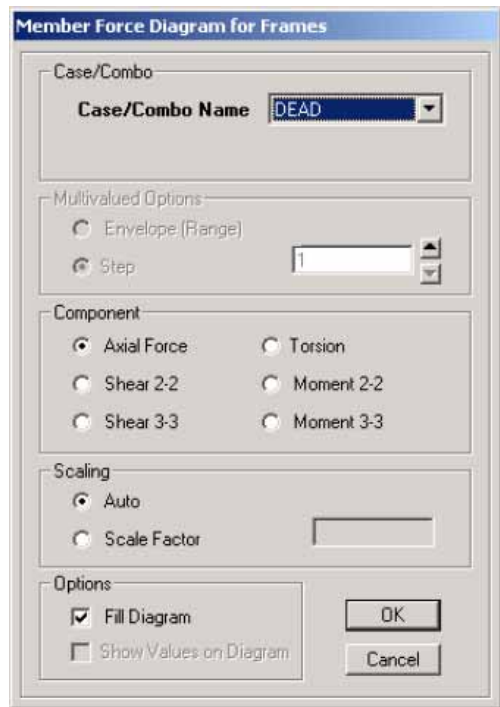 Member Force Diagram for Frames
Case/Combo
Case/Combo Name DEAD
Multivalued Options
Envelope (Range)
Step 1
Component
Axial Force Torsion
Shear 2-2 Moment 2-2
Shear 3-3 Moment 3-3
Scaling
Auto
Scale Factor
Options
Fill Diagram OK
Show Values on Diagram Cancel